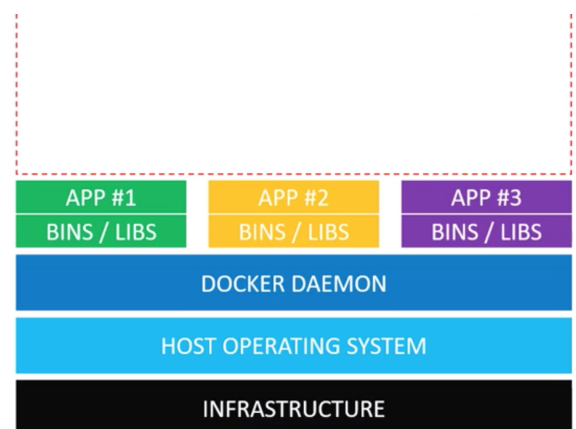 APP #1 APP #2 APP #3
BINS / LIBS BINS / LIBS BINS / LIBS
DOCKER DAEMON
HOST OPERATING SYSTEM
INFRASTRUCTURE